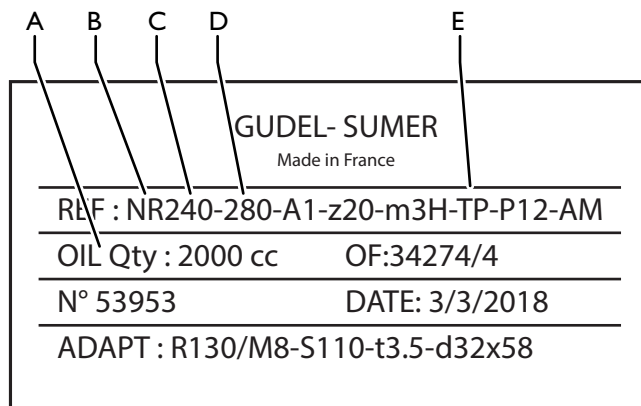 A B C D E
GUDEL- SUMER
Made in France
REF : NR240-280-A1-z20-m3H-TP-P12-AM
OIL Qty : 2000 cc OF:34274/4
N° 53953 DATE: 3/3/2018
ADAPT : R130/M8-S110-t3.5-d32x58